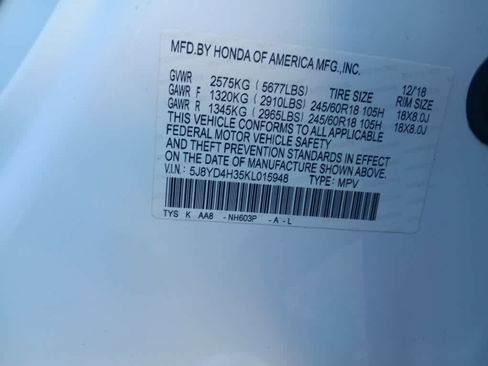 MFD.BY HONDA OF AMERICA MFG.,INC. 12/18
GVWR 2575KG (5677LBS) TIRE SIZE RIM SIZE
GAWR F 1320KG (2910LBS) 245/60R18 105H 18X8.0J
GAWR R 1345KG (2965LBS) 245/60R18 105H 18X8.0J
THIS VEHICLE CONFORMS TO ALL APPLICABLE
FEDERAL MOTOR VEHICLE SAFETY
AND THEFT PREVENTION STANDARDS IN EFFECT
ON THE DATE OF MANUFACTURE SHOWN ABOVE.
V.I.N.: 5J8YD4H35KL015948 TYPE: MPV
TYS K AA8 -NH603P -A-L